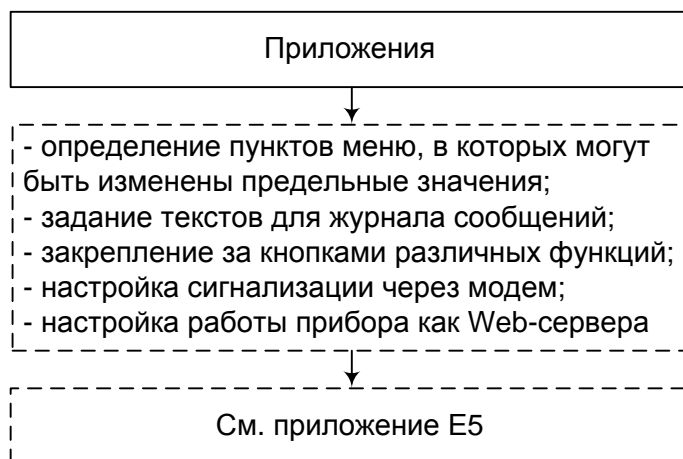 Приложения
- определение пунктов меню, в которых могут
быть изменены предельные значения;
- задание текстов для журнала сообщений;
- закрепление за кнопками различных функций;
- настройка сигнализации через модем;
- настройка работы прибора как Web-сервера
См. приложение Е5